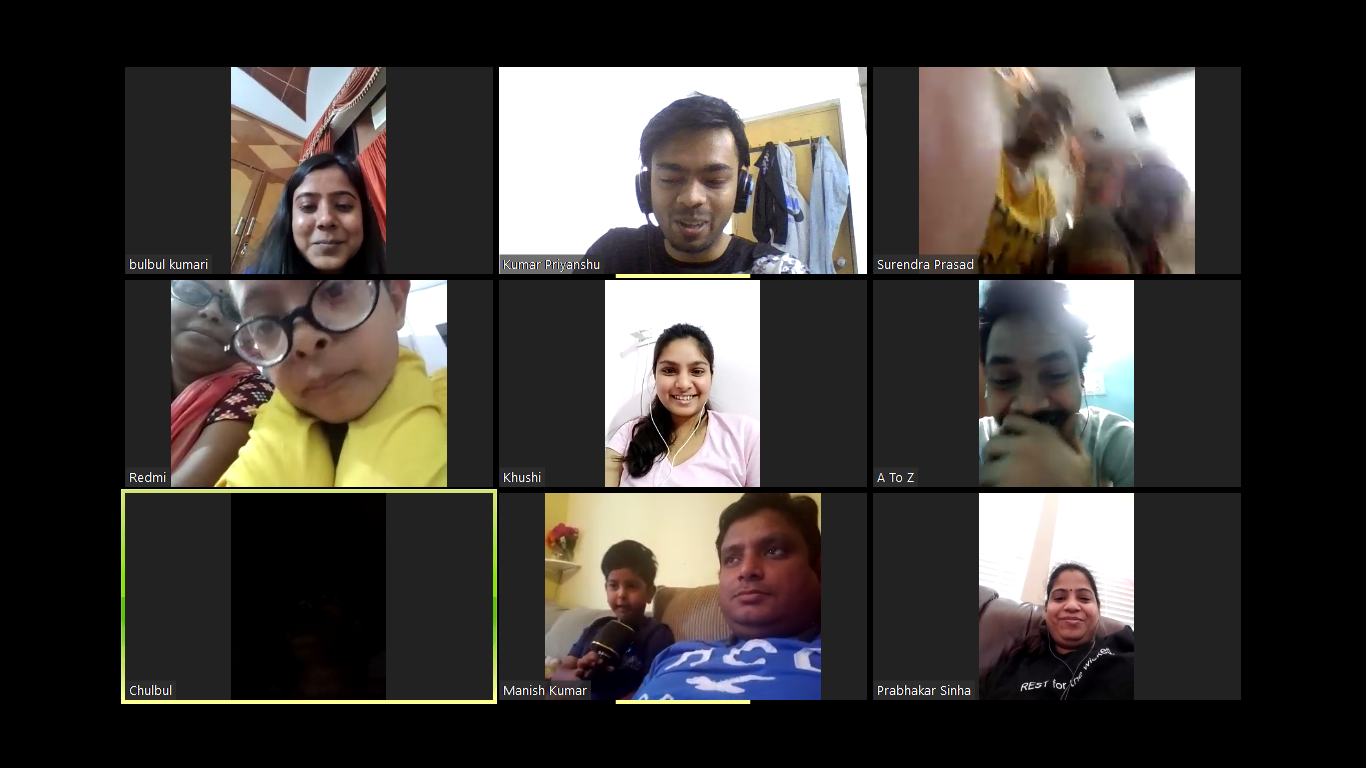 bulbul kumari
Kumar Priyanshu
Surendra Prasad
Redmi
Khushi
A To Z
Chulbul
Manish Kumar
Prabhakar Sinha
REST for the wicked